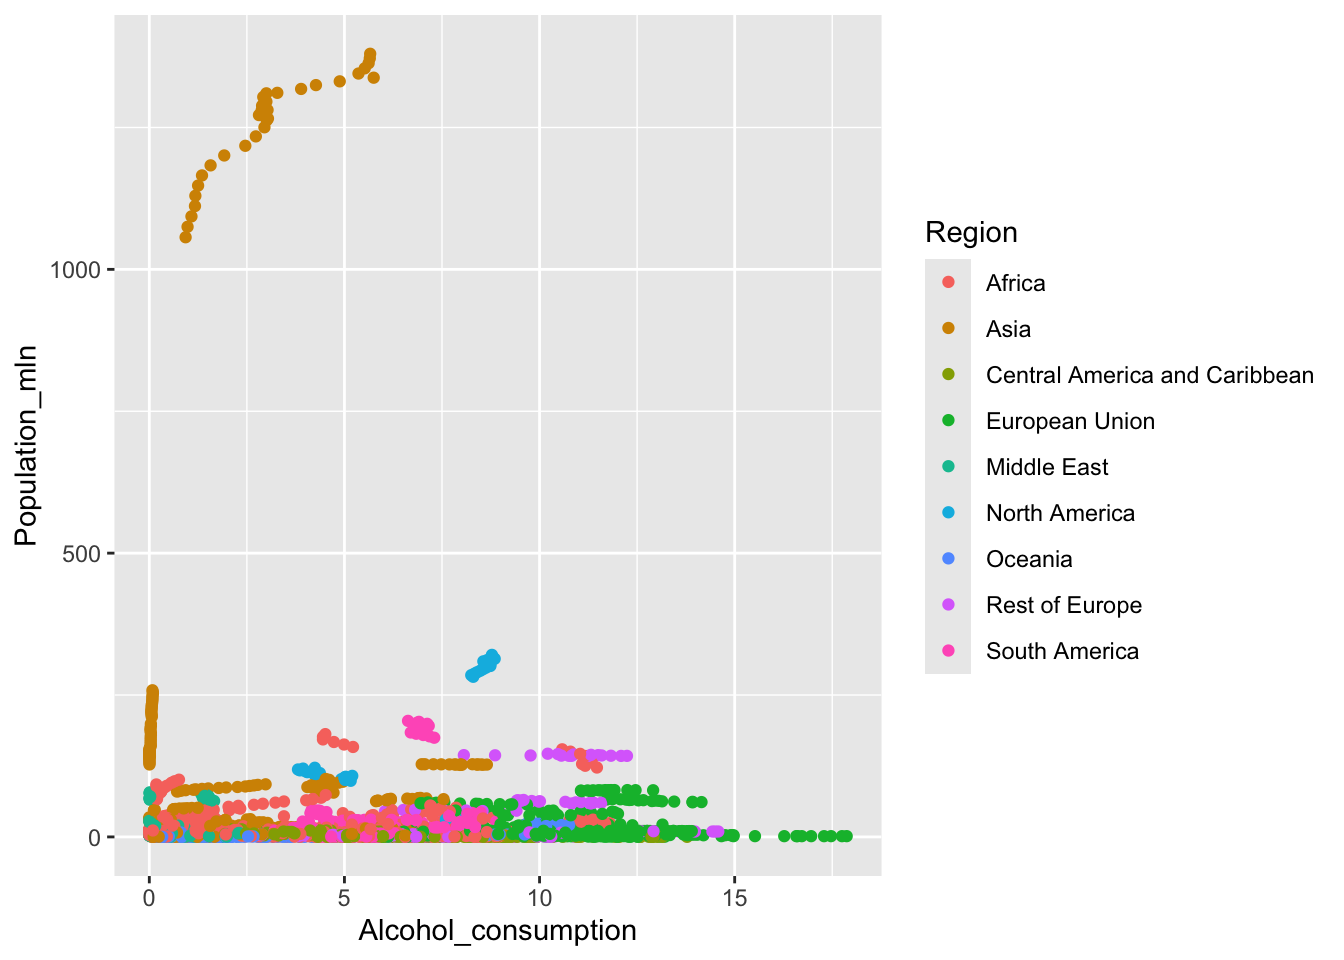 Population_mln
1000
500
0
0 5 10 15
Alcohol_consumption
Region
Africa
Asia
Central America and Caribbean
European Union
Middle East
North America
Oceania
Rest of Europe
South America